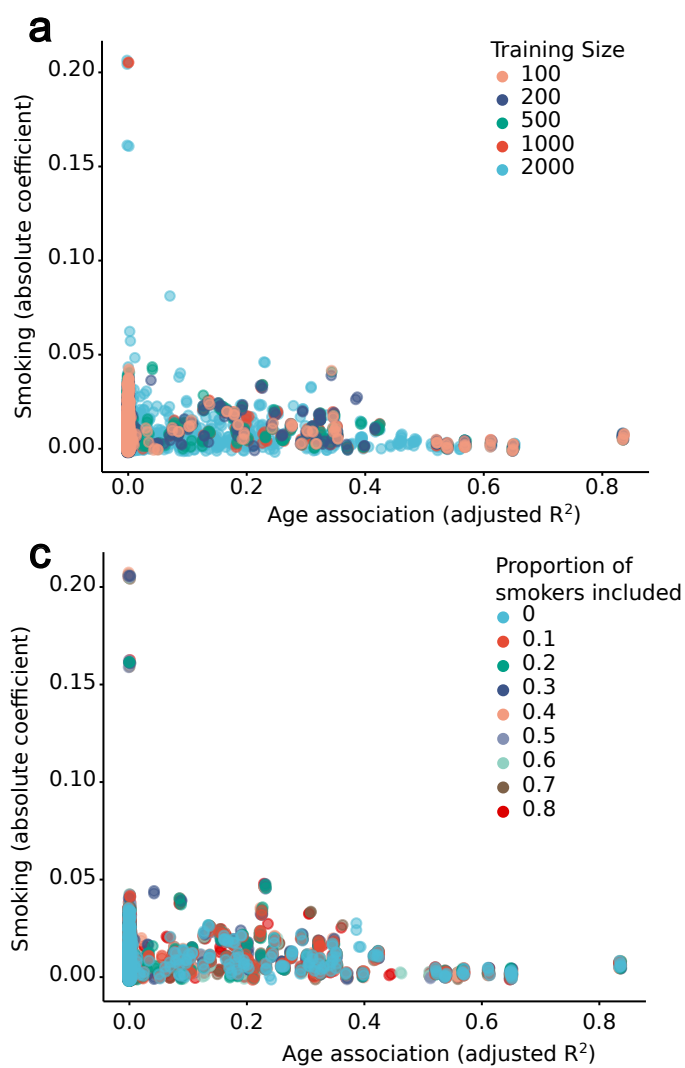 a
Training Size
100
200
500
1000
2000
0.20
0.15
0.10
0.05
0.00
Smoking (absolute coefficient)
0.0 0.2 0.4 0.6 0.8
Age association (adjusted R²)
c
Proportion of
smokers included
0
0.1
0.2
0.3
0.4
0.5
0.6
0.7
0.8
0.20
0.15
0.10
0.05
0.00
Smoking (absolute coefficient)
0.0 0.2 0.4 0.6 0.8
Age association (adjusted R²)